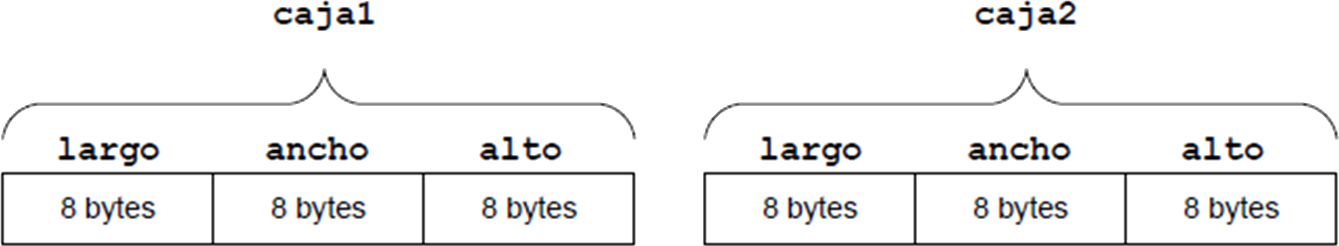 caja1 caja2
largo ancho alto largo ancho alto
8 bytes 8 bytes 8 bytes 8 bytes 8 bytes 8 bytes